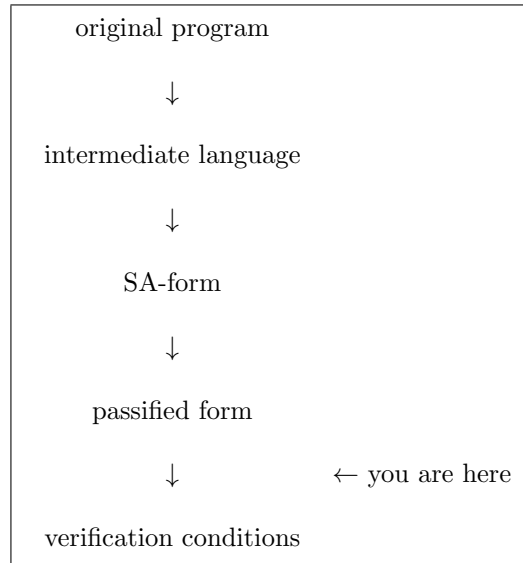 original program
↓
intermediate language
↓
SA-form
↓
passified form
↓ ← you are here
verification conditions